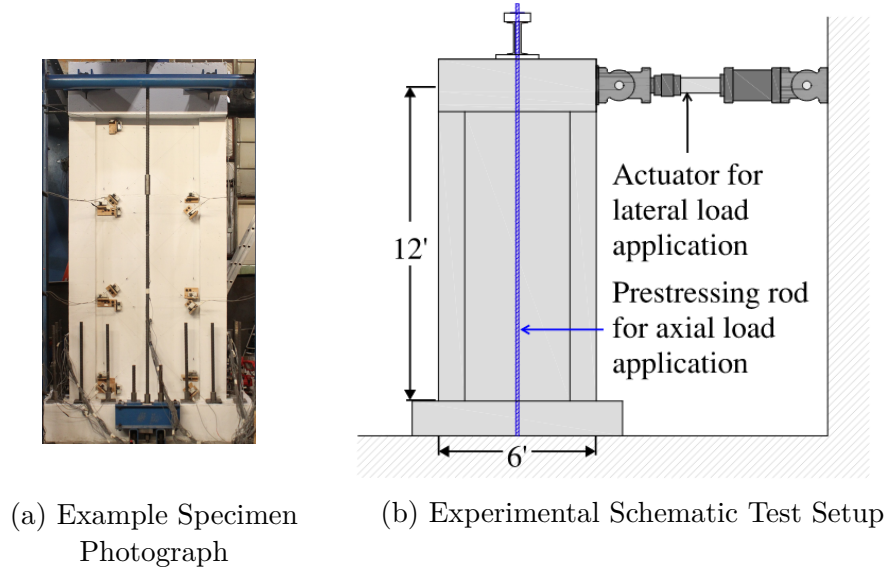 12'
Actuator for
lateral load
application
Prestressing rod
for axial load
application
6'
(a) Example Specimen
Photograph
(b) Experimental Schematic Test Setup